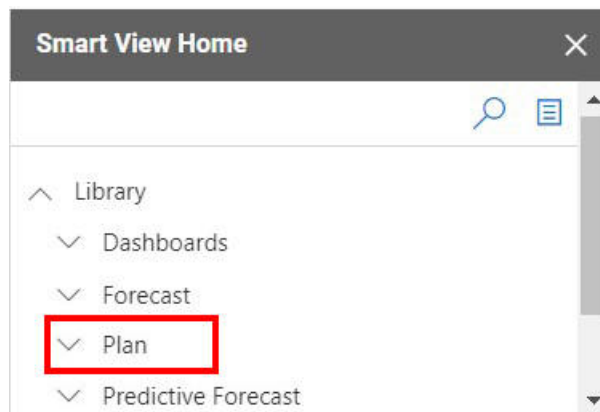 Smart View Home
Library
Dashboards
Forecast
Plan
Predictive Forecast